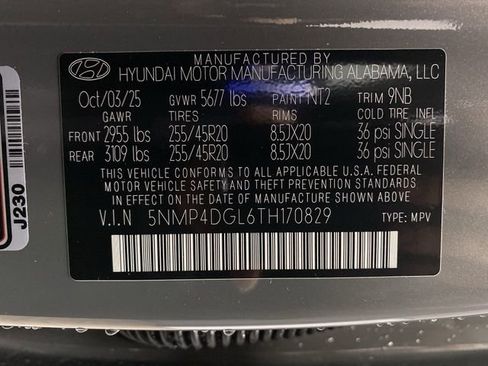 MANUFACTURED BY
HYUNDAI MOTOR MANUFACTURING ALABAMA, LLC
Oct/03/25 GVWR 5677 lbs PAINT NT2 TRIM 9NB
GAWR TIRES RIMS COLD TIRE INFL
FRONT 2955 lbs 255/45R20 8.5JX20 36 psi SINGLE
REAR 3109 lbs 255/45R20 8.5JX20 36 psi SINGLE
THIS VEHICLE CONFORMS TO ALL APPLICABLE U.S.A. FEDERAL
MOTOR VEHICLE SAFETY AND THEFT PREVENTION STANDARDS
IN EFFECT ON THE DATE OF MANUFACTURE SHOWN ABOVE.
V.I.N 5NMP4DGL6TH170829 TYPE: MPV
J230